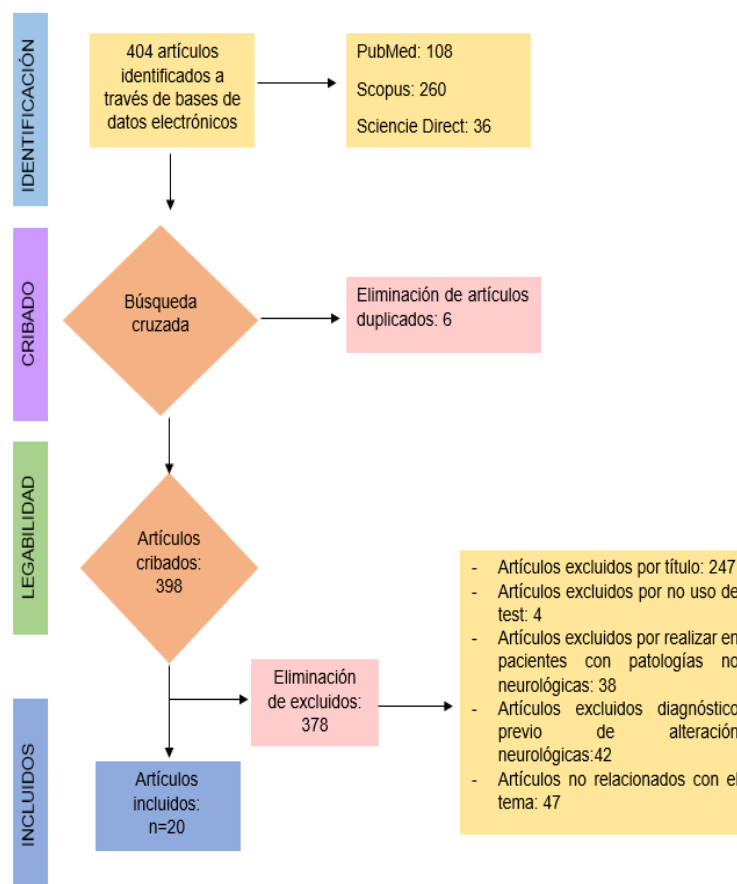 IDENTIFICACIÓN
404 artículos
identificados a
través de bases de
datos electrónicos
PubMed: 108
Scopus: 260
Sciencie Direct: 36
CRIBADO
Búsqueda
cruzada
Eliminación de artículos
duplicados: 6
LEGABILIDAD
Artículos
cribados:
398
Eliminación
de excluidos:
378
- Artículos excluidos por título: 247
- Artículos excluidos por no uso de
test: 4
- Artículos excluidos por realizar en
pacientes con patologías no
neurológicas: 38
- Artículos excluidos diagnóstico
previo de alteración
neurológicas:42
- Artículos no relacionados con el
tema: 47
INCLUIDOS
Artículos
incluidos:
n=20